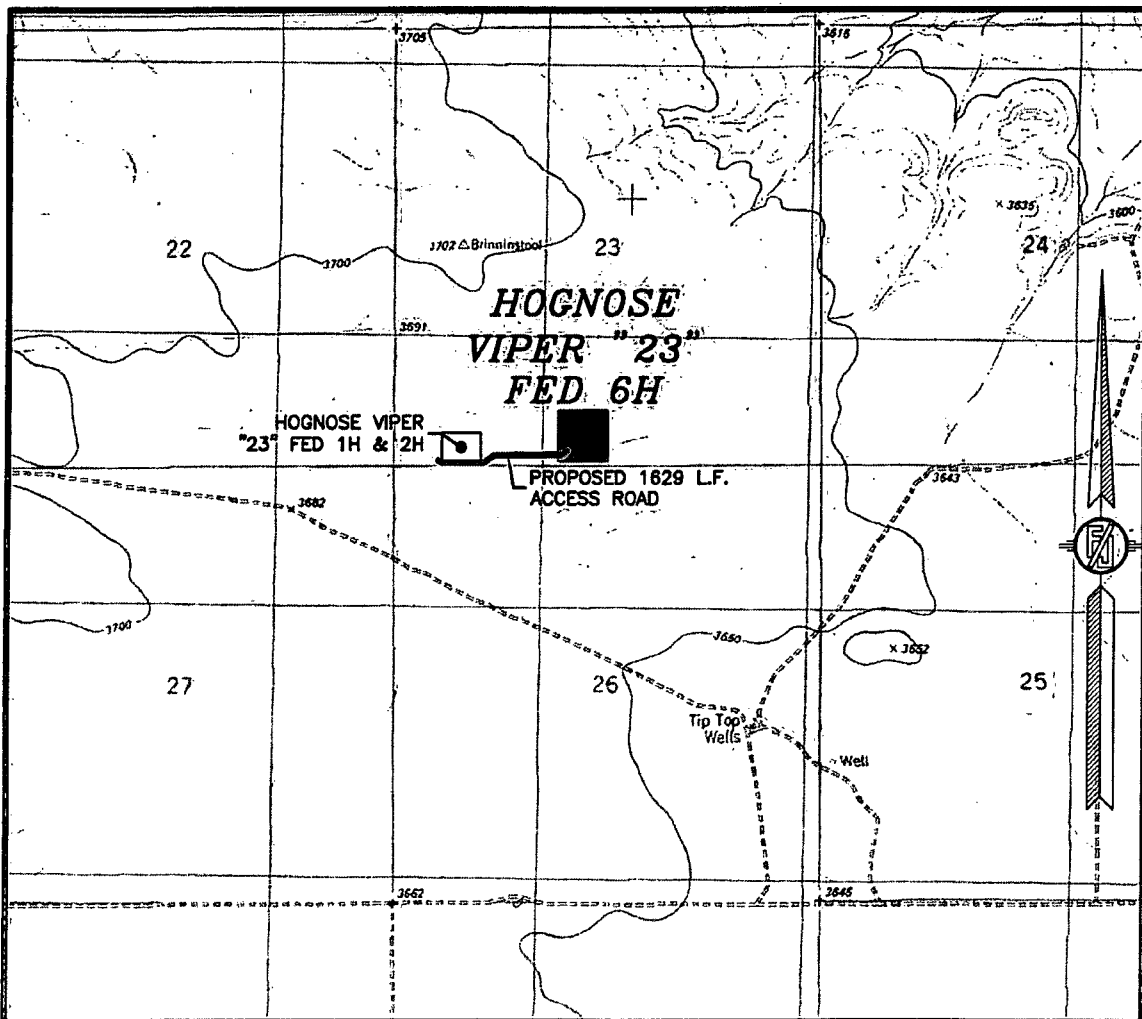 3705
3616
3635
3600
22
23
24
1702 △ Brininstool
3700
HOGNOSE
VIPER "23"
FED 6H
3691
HOGNOSE VIPER
"23" FED 1H & 2H
PROPOSED 1629 L.F.
ACCESS ROAD
3643
3682
3700
3650
3652
27
26
25
Tip Top
Wells
Well
3662
3645